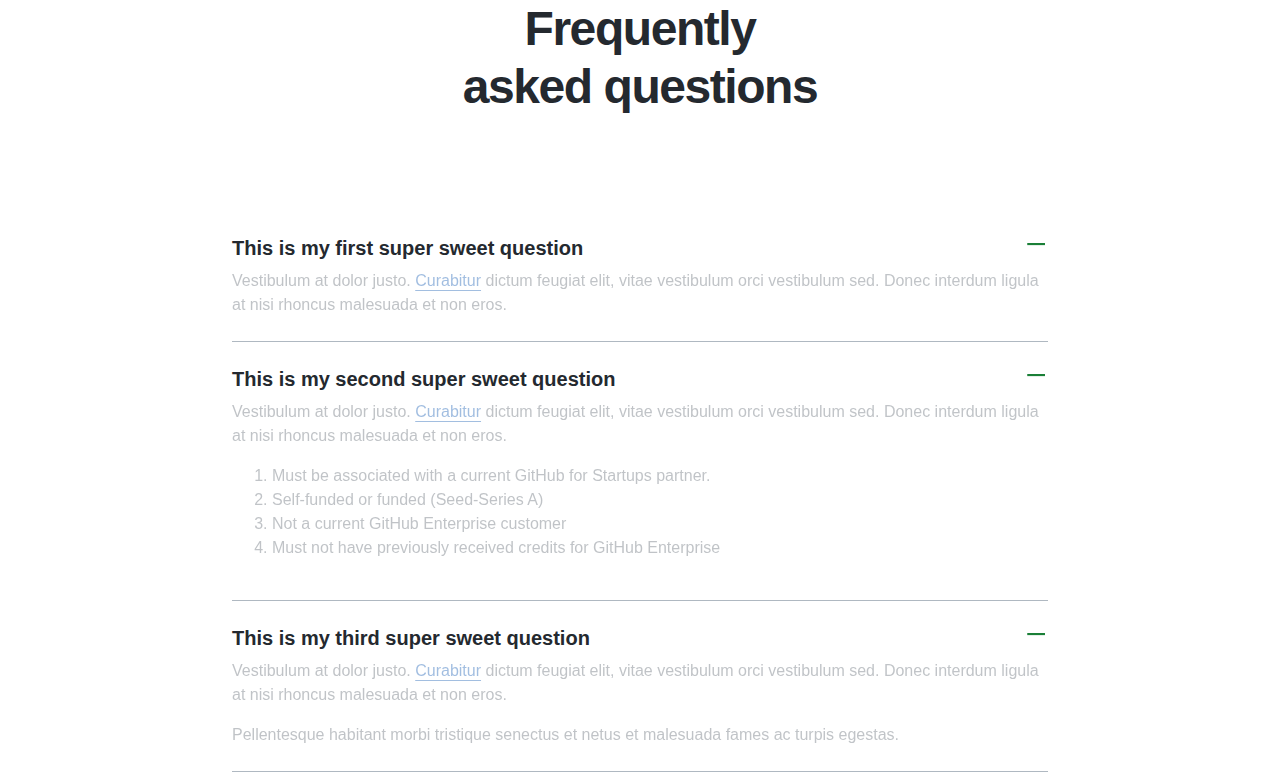 Frequently
asked questions
This is my first super sweet question
Vestibulum at dolor justo. Curabitur dictum feugiat elit, vitae vestibulum orci vestibulum sed. Donec interdum ligula
at nisi rhoncus malesuada et non eros.
This is my second super sweet question
Vestibulum at dolor justo. Curabitur dictum feugiat elit, vitae vestibulum orci vestibulum sed. Donec interdum ligula
at nisi rhoncus malesuada et non eros.
1. Must be associated with a current GitHub for Startups partner.
2. Self-funded or funded (Seed-Series A)
3. Not a current GitHub Enterprise customer
4. Must not have previously received credits for GitHub Enterprise
This is my third super sweet question
Vestibulum at dolor justo. Curabitur dictum feugiat elit, vitae vestibulum orci vestibulum sed. Donec interdum ligula
at nisi rhoncus malesuada et non eros.
Pellentesque habitant morbi tristique senectus et netus et malesuada fames ac turpis egestas.